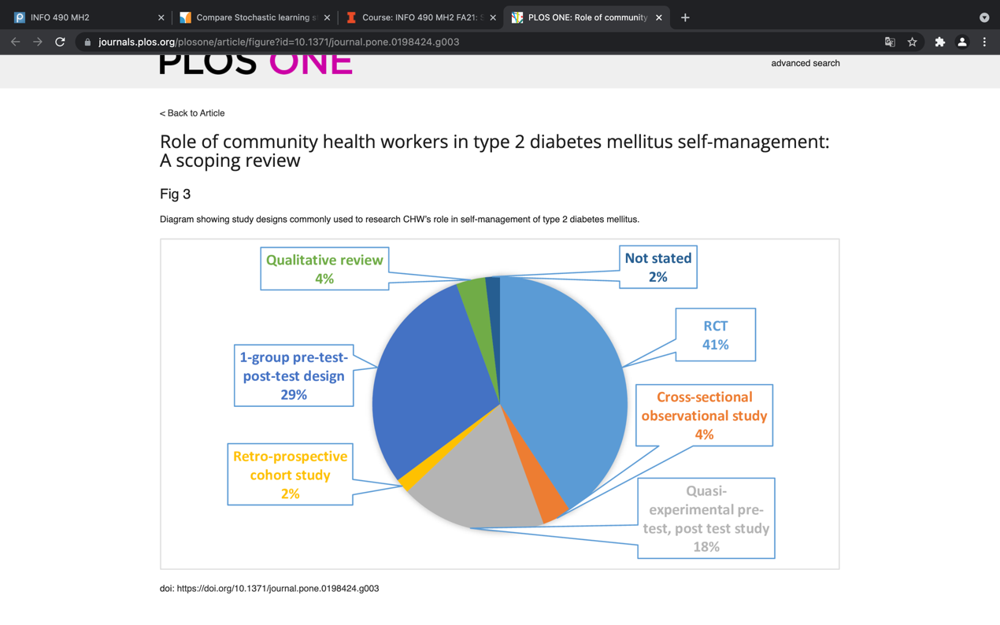 INFO 490 MH2
Compare Stochastic learning s
Course: INFO 490 MH2 FA21: S
PLOS ONE: Role of community
journals.plos.org/plosone/article/figure?id=10.1371/journal.pone.0198424.g003
PLOS ONE
advanced search
< Back to Article
Role of community health workers in type 2 diabetes mellitus self-management:
A scoping review
Fig 3
Diagram showing study designs commonly used to research CHW's role in self-management of type 2 diabetes mellitus.
Qualitative review
4%
Not stated
2%
RCT
41%
1-group pre-test-
post-test design
29%
Cross-sectional
observational study
4%
Retro-prospective
cohort study
2%
Quasi-
experimental pre-
test, post test study
18%
doi: https://doi.org/10.1371/journal.pone.0198424.g003